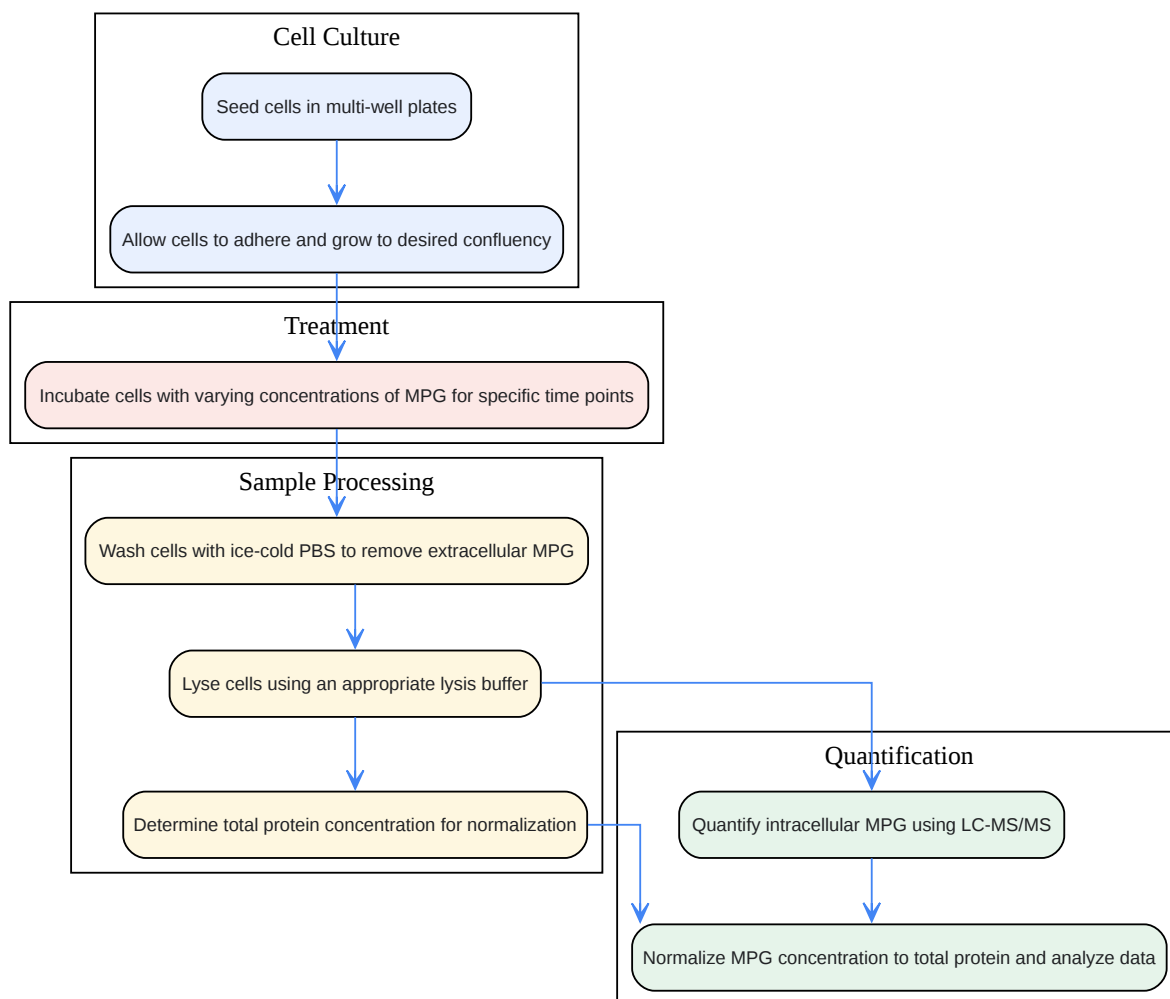 Cell Culture
Seed cells in multi-well plates
Allow cells to adhere and grow to desired confluency
Treatment
Incubate cells with varying concentrations of MPG for specific time points
Sample Processing
Wash cells with ice-cold PBS to remove extracellular MPG
Lyse cells using an appropriate lysis buffer
Determine total protein concentration for normalization
Quantification
Quantify intracellular MPG using LC-MS/MS
Normalize MPG concentration to total protein and analyze data